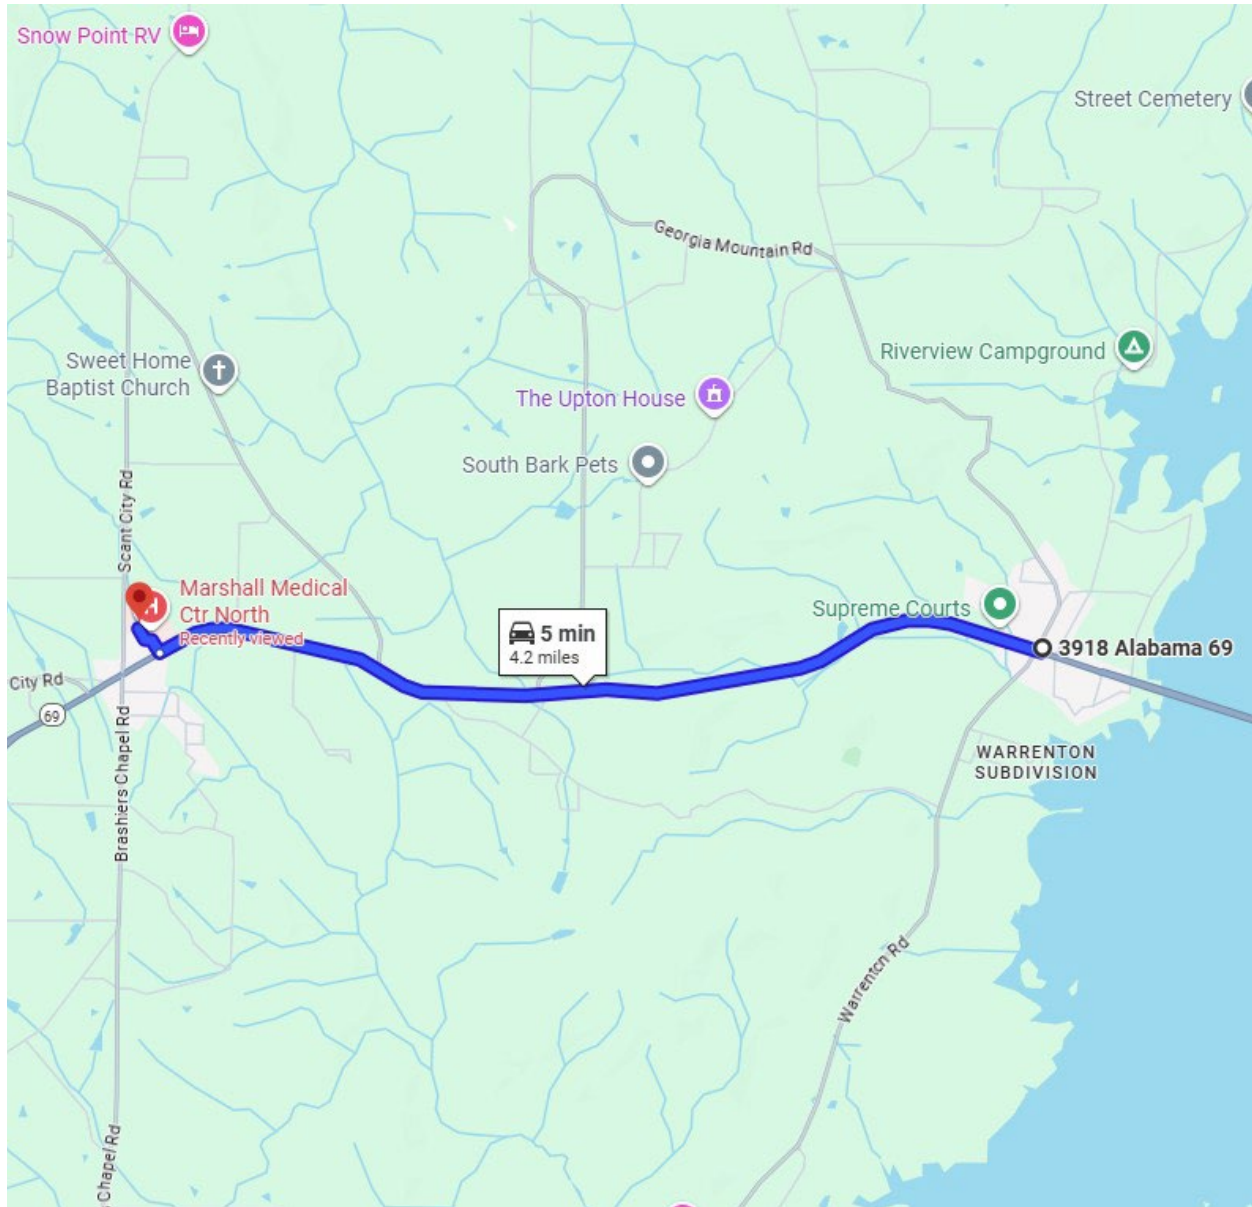 Snow Point RV
Street Cemetery
Georgia Mountain Rd
Riverview Campground
Sweet Home
Baptist Church
The Upton House
South Bark Pets
Scant City Rd
Marshall Medical
Ctr North
Recently viewed
5 min
4.2 miles
Supreme Courts
3918 Alabama 69
City Rd
69
Brashiers Chapel Rd
WARRENTON
SUBDIVISION
Warrenton Rd
Chapel Rd